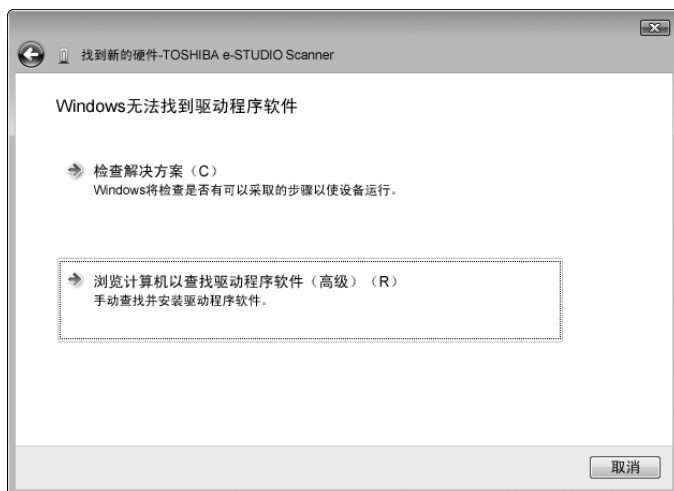 找到新的硬件-TOSHIBA e-STUDIO Scanner
Windows无法找到驱动程序软件
检查解决方案（C）
Windows将检查是否有可以采取的步骤以使设备运行。
浏览计算机以查找驱动程序软件（高级）（R）
手动查找并安装驱动程序软件。
取消